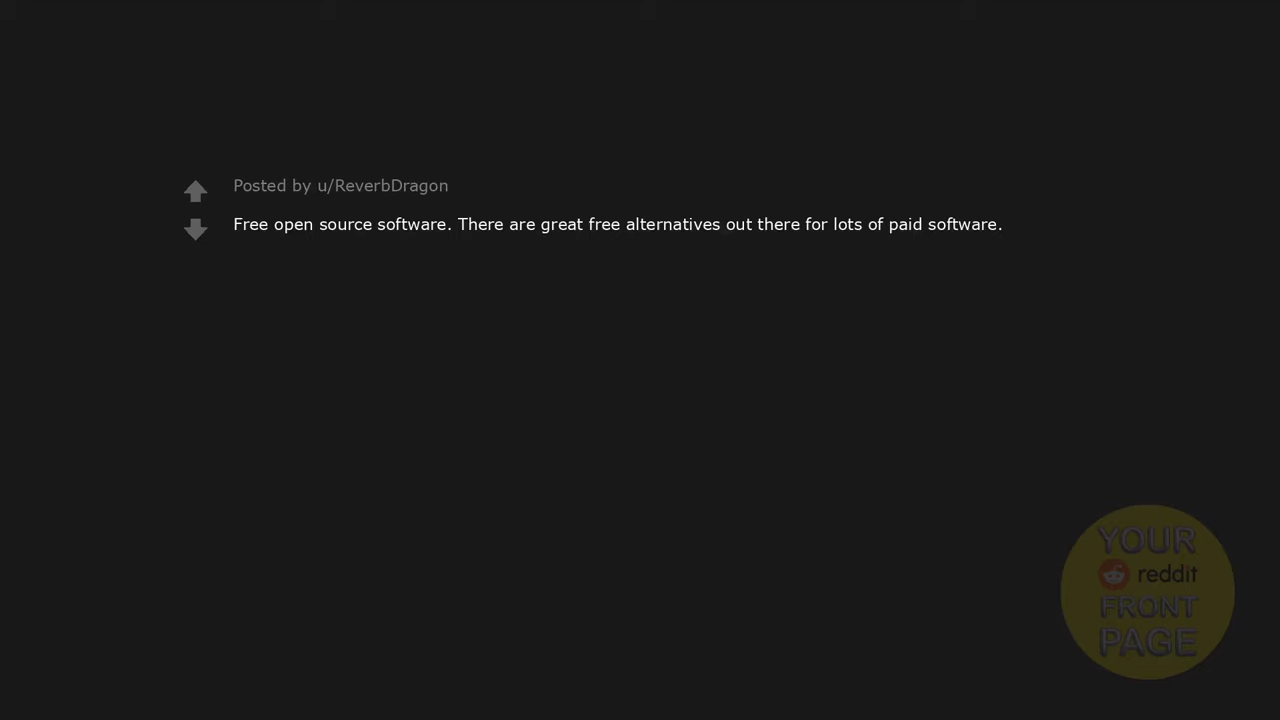 Posted by u/ReverbDragon
Free open source software. There are great free alternatives out there for lots of paid software.
YOUR
reddit
FRONT
PAGE